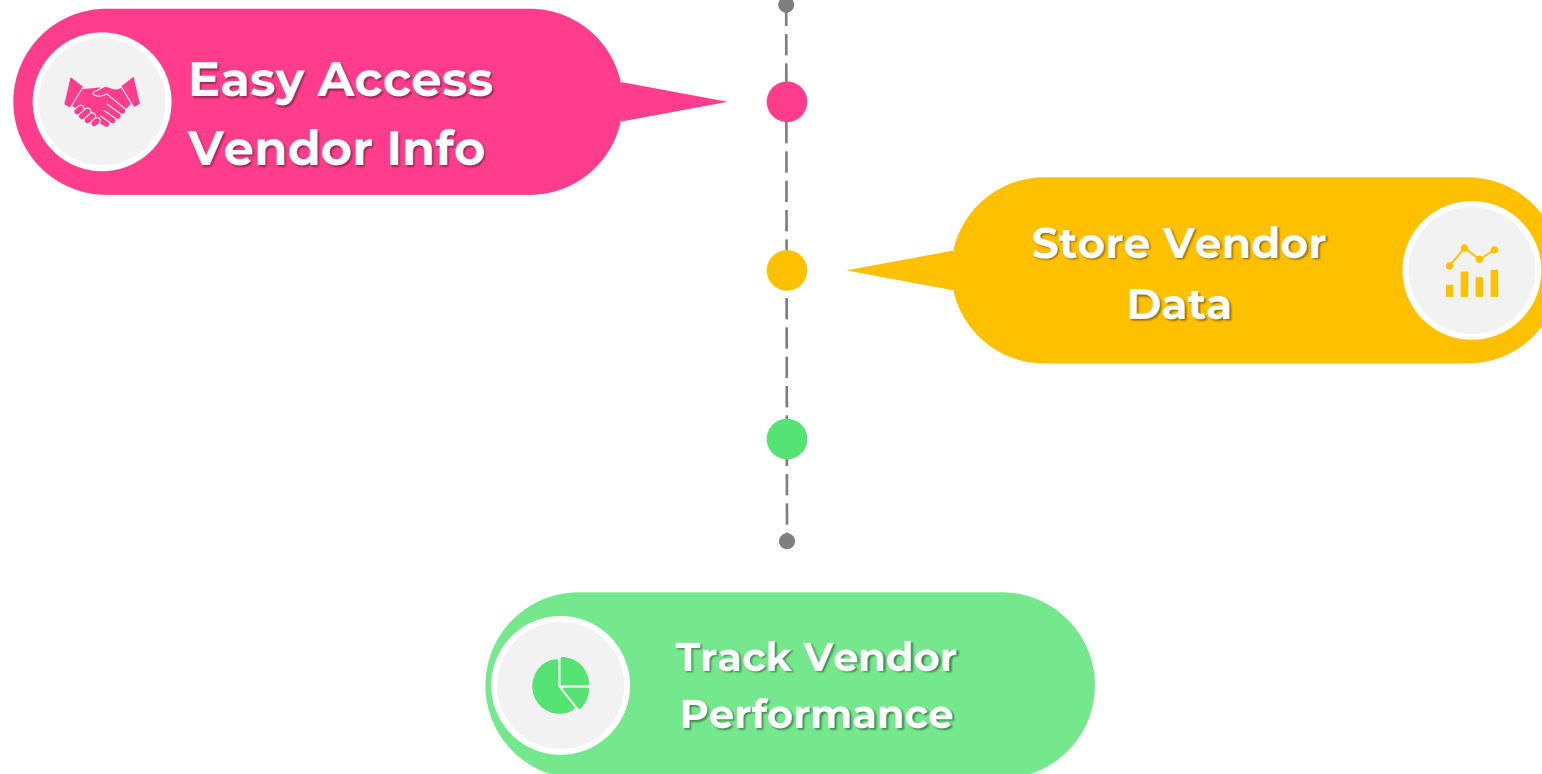 Easy Access
Vendor Info
Store Vendor
Data
Track Vendor
Performance